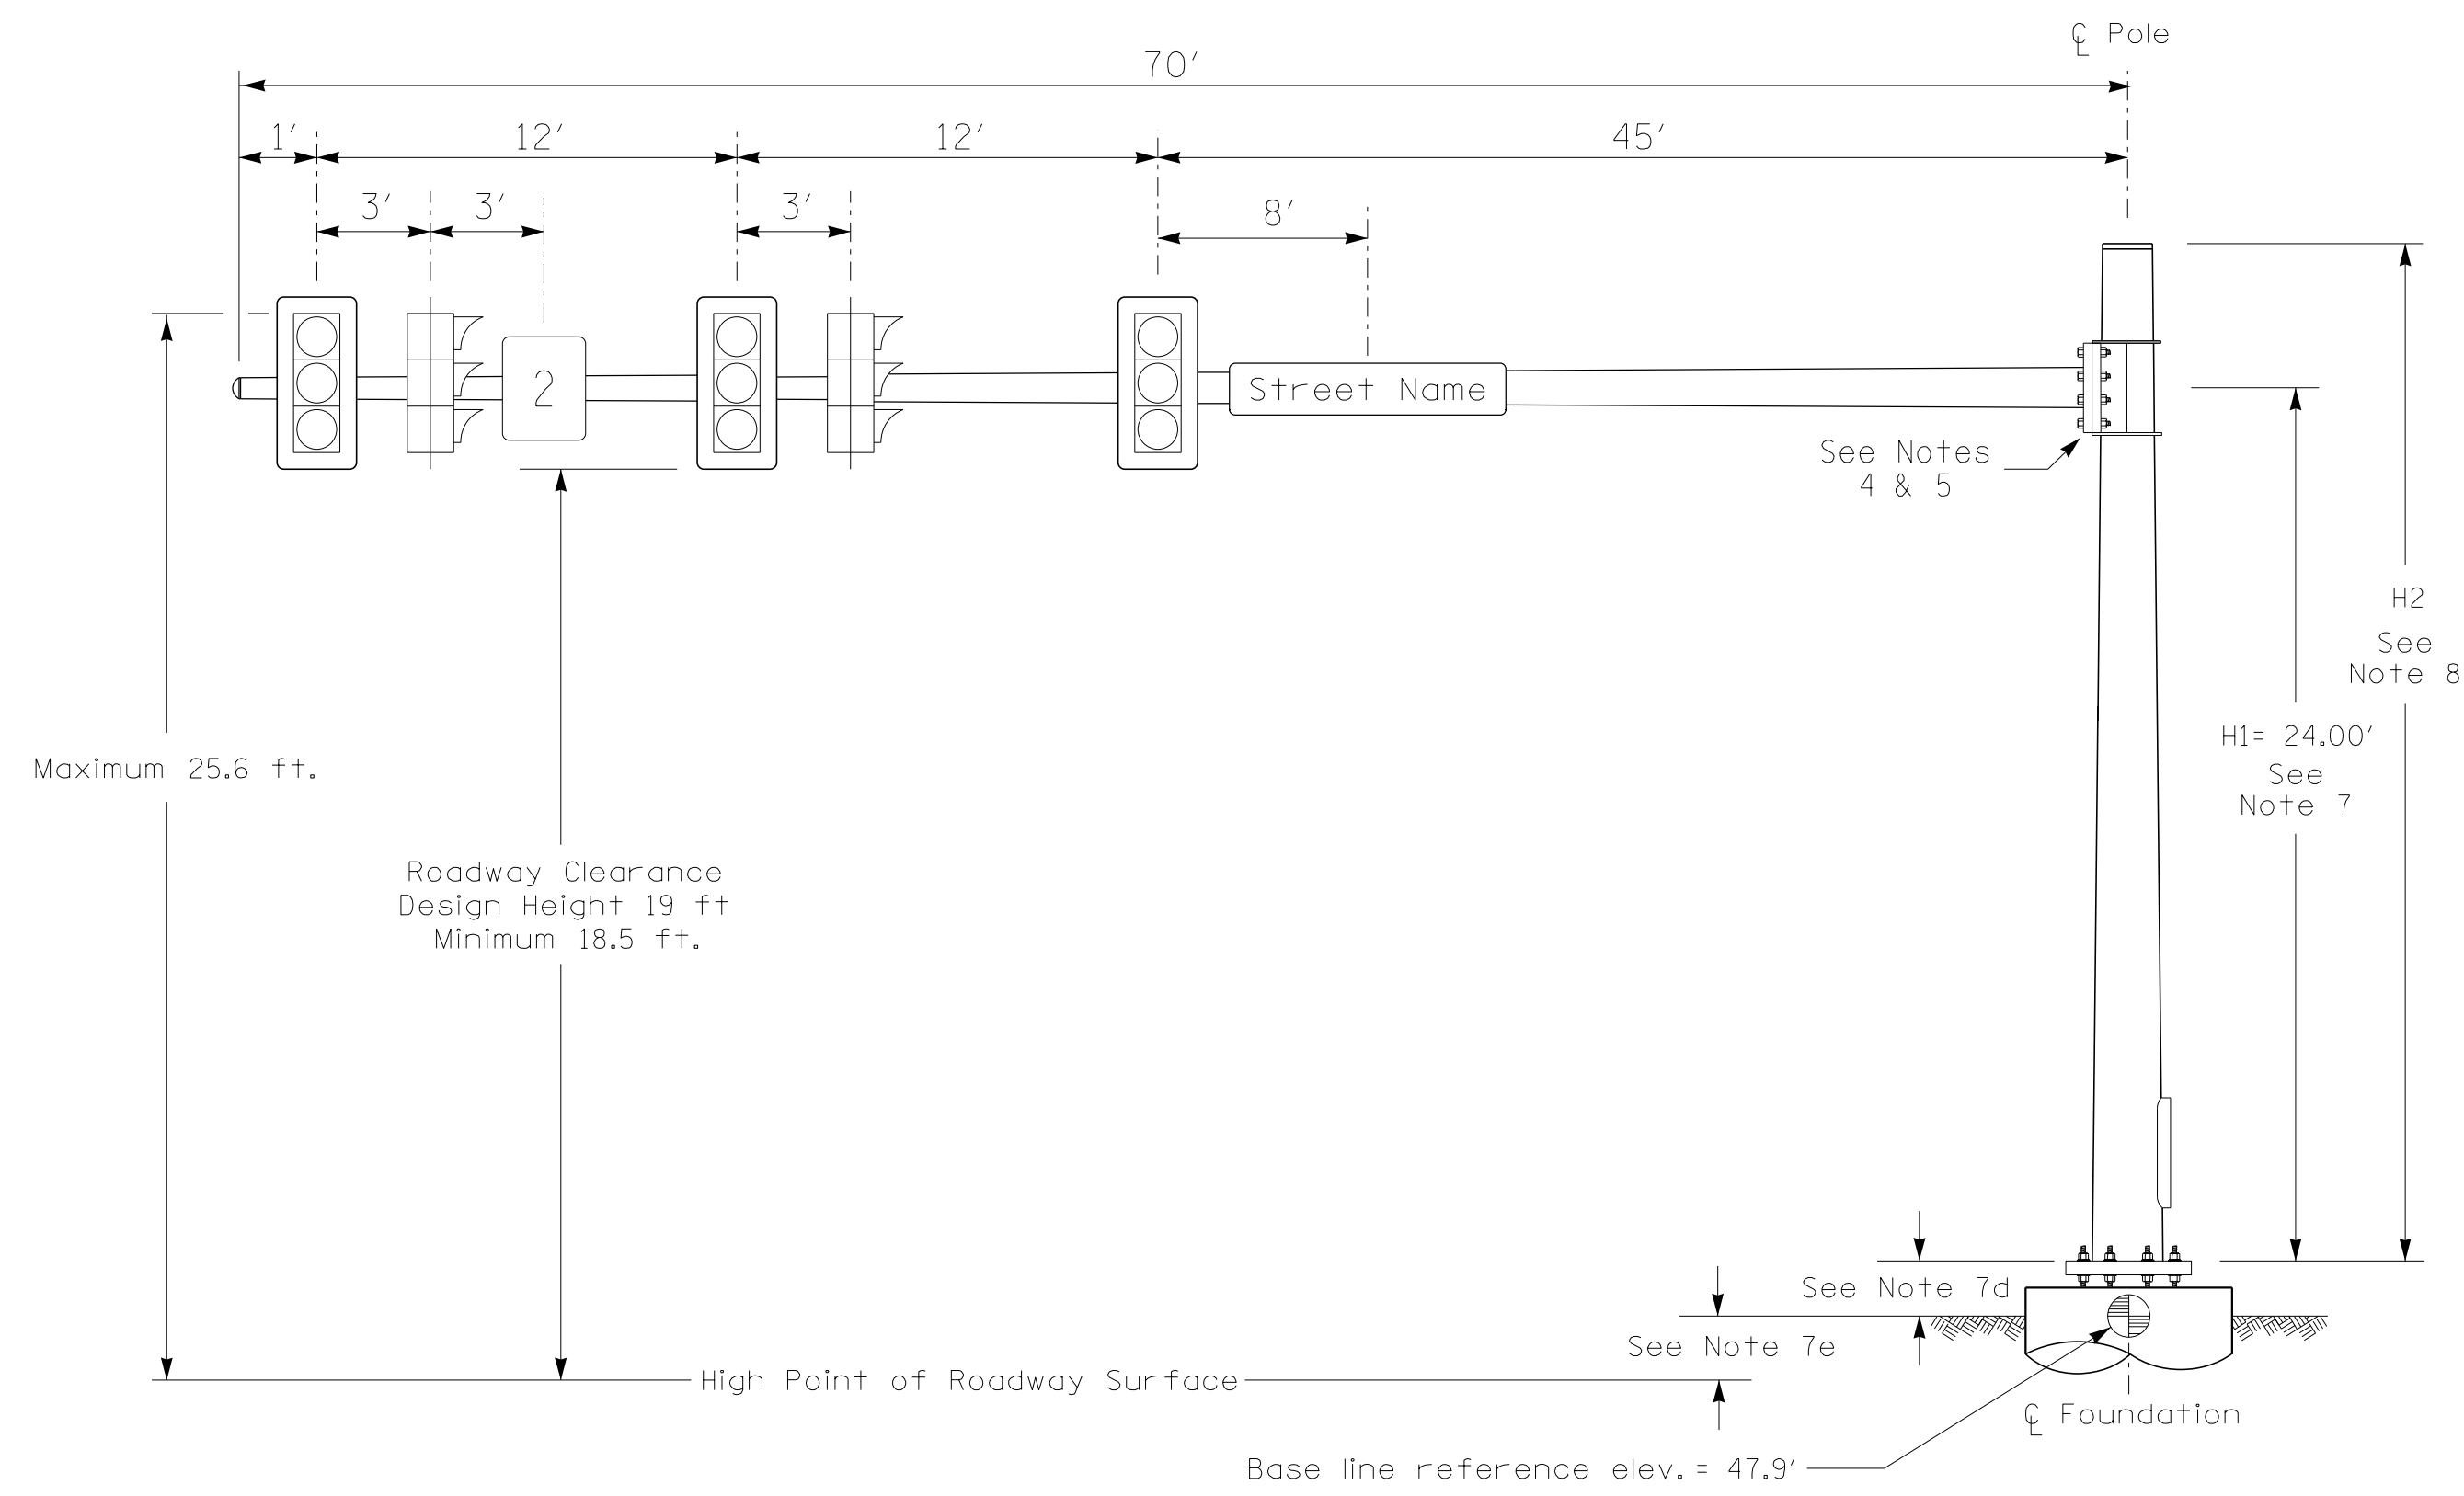 ℄ Pole
70'
1'
12'
12'
45'
3'
3'
3'
8'
2
Street Name
See Notes
4 & 5
H2
See
Note 8
H1= 24.00'
See
Note 7
Maximum 25.6 ft.
Roadway Clearance
Design Height 19 ft
Minimum 18.5 ft.
See Note 7d
See Note 7e
High Point of Roadway Surface
℄ Foundation
Base line reference elev. = 47.9'